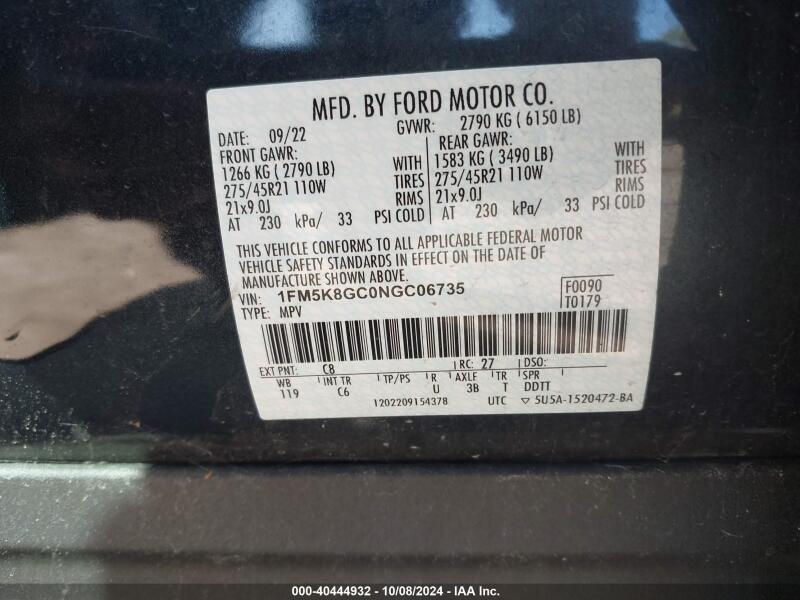 MFD. BY FORD MOTOR CO.
DATE: 09/22 GVWR: 2790 KG ( 6150 LB)
FRONT GAWR: REAR GAWR:
1266 KG ( 2790 LB) WITH 1583 KG ( 3490 LB) WITH
275/45R21 110W TIRES 275/45R21 110W TIRES
21x9.0J RIMS 21x9.0J RIMS
AT 230 kPa/ 33 PSI COLD AT 230 kPa/ 33 PSI COLD
THIS VEHICLE CONFORMS TO ALL APPLICABLE FEDERAL MOTOR
VEHICLE SAFETY STANDARDS IN EFFECT ON THE DATE OF
MANUFACTURE SHOWN ABOVE.
VIN: 1FM5K8GC0NGC06735 F0090
TYPE: MPV T0179
EXT PNT: C8 RC: 27 DSO:
WB INT TR TP/PS R AXLE TR SPR
119 C6 U 3B T DDTT
1202209154378 UTC ▽ 5U5A-1520472-BA
000-40444932 - 10/08/2024 - IAA Inc.